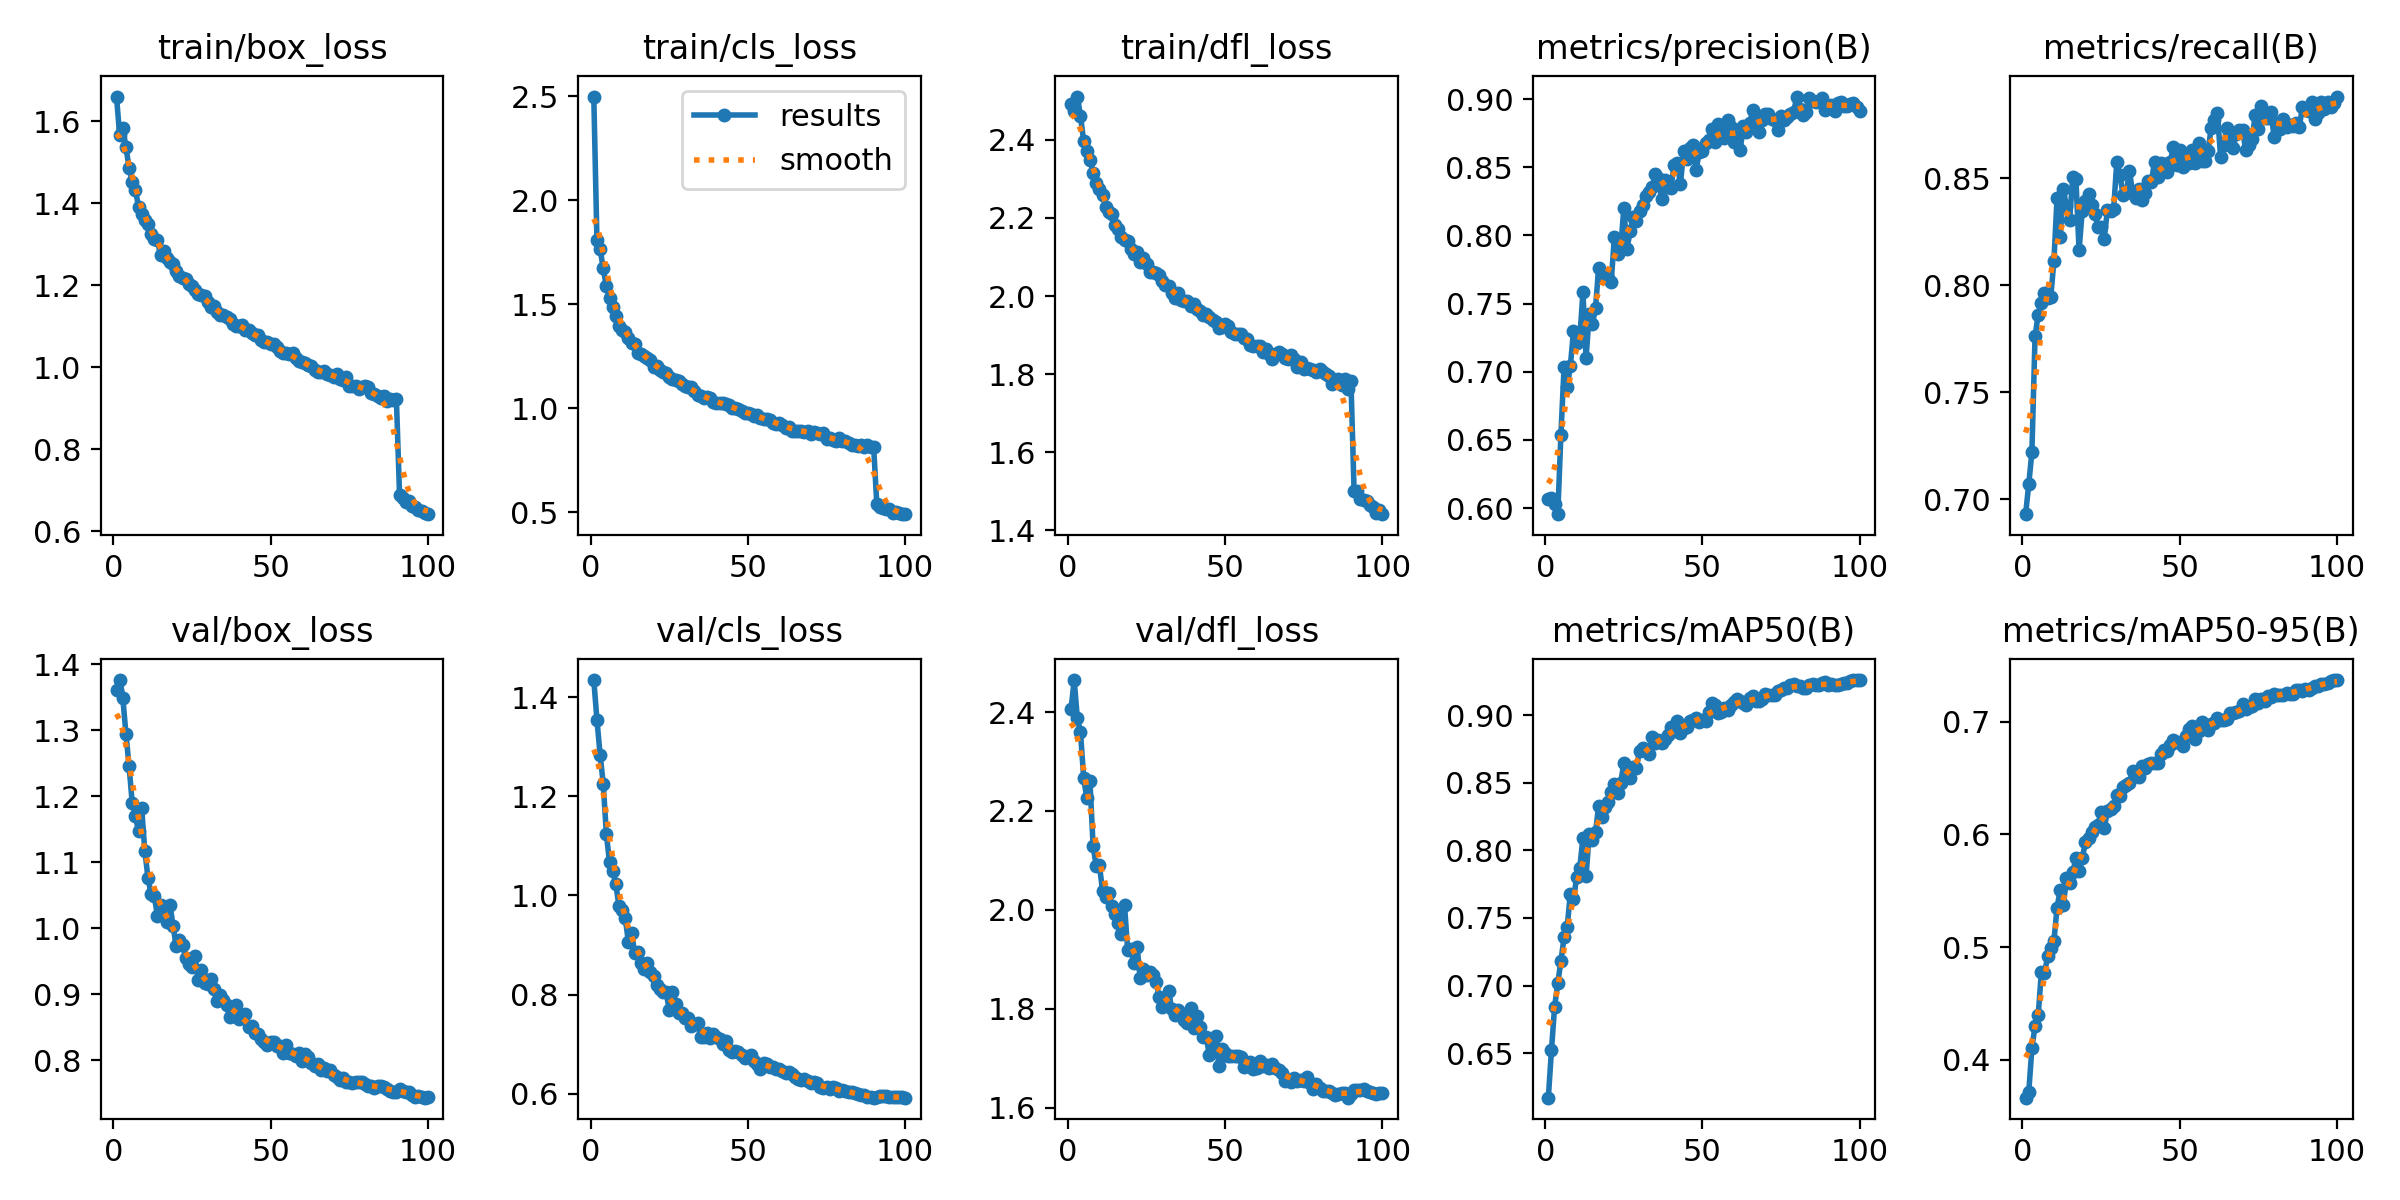 train/box_loss
1.6
1.4
1.2
1.0
0.8
0.6
0 50 100
train/cls_loss
results
smooth
2.5
2.0
1.5
1.0
0.5
0 50 100
train/dfl_loss
2.4
2.2
2.0
1.8
1.6
1.4
0 50 100
metrics/precision(B)
0.90
0.85
0.80
0.75
0.70
0.65
0.60
0 50 100
metrics/recall(B)
0.85
0.80
0.75
0.70
0 50 100
val/box_loss
1.4
1.3
1.2
1.1
1.0
0.9
0.8
0 50 100
val/cls_loss
1.4
1.2
1.0
0.8
0.6
0 50 100
val/dfl_loss
2.4
2.2
2.0
1.8
1.6
0 50 100
metrics/mAP50(B)
0.90
0.85
0.80
0.75
0.70
0.65
0 50 100
metrics/mAP50-95(B)
0.7
0.6
0.5
0.4
0 50 100